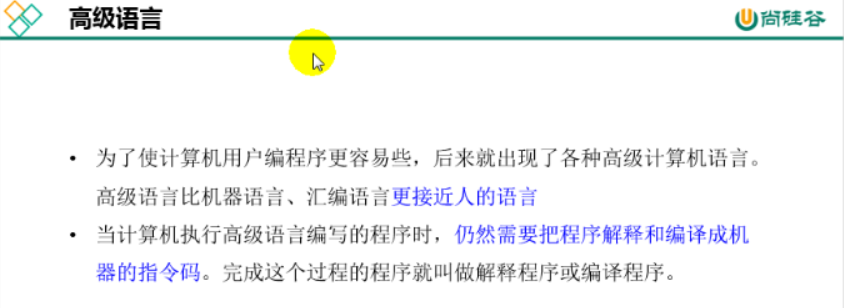 高级语言
尚硅谷
• 为了使计算机用户编程序更容易些，后来就出现了各种高级计算机语言。
高级语言比机器语言、汇编语言更接近人的语言
• 当计算机执行高级语言编写的程序时，仍然需要把程序解释和编译成机
器的指令码。完成这个过程的程序就叫做解释程序或编译程序。